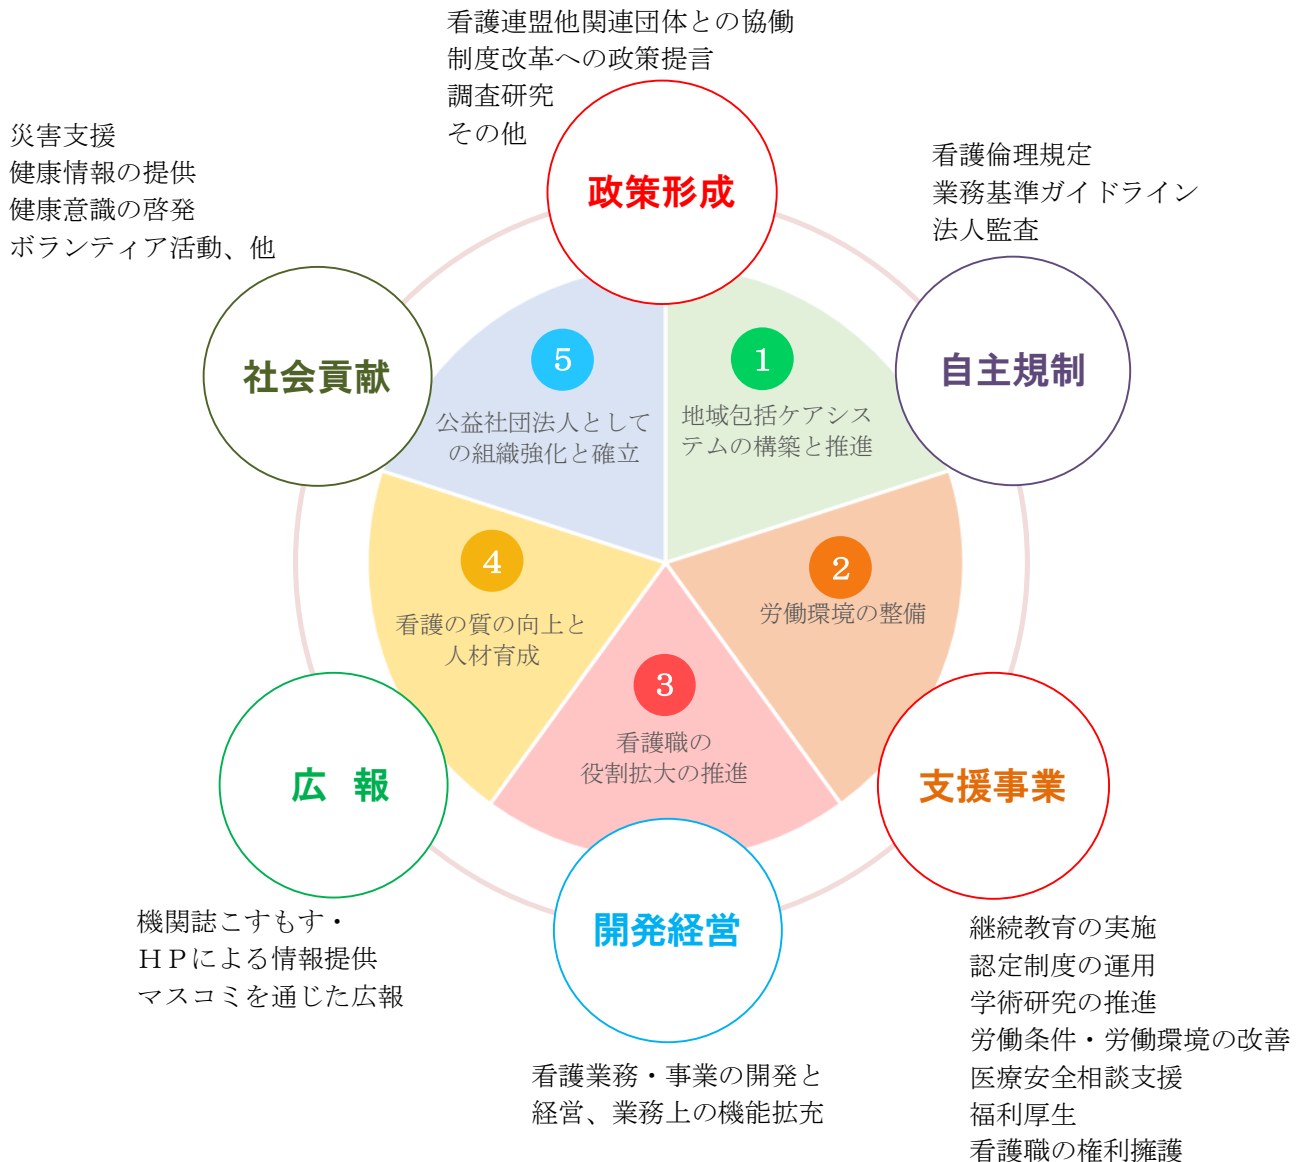 看護連盟他関連団体との協働
制度改革への政策提言
調査研究
その他
政策形成
災害支援
健康情報の提供
健康意識の啓発
ボランティア活動、他
社会貢献
看護倫理規定
業務基準ガイドライン
法人監査
自主規制
5
公益社団法人として
の組織強化と確立
1
地域包括ケアシス
テムの構築と推進
4
看護の質の向上と
人材育成
2
労働環境の整備
3
看護職の
役割拡大の推進
広 報
機関誌こすもす・
ＨＰによる情報提供
マスコミを通じた広報
開発経営
看護業務・事業の開発と
経営、業務上の機能拡充
支援事業
継続教育の実施
認定制度の運用
学術研究の推進
労働条件・労働環境の改善
医療安全相談支援
福利厚生
看護職の権利擁護